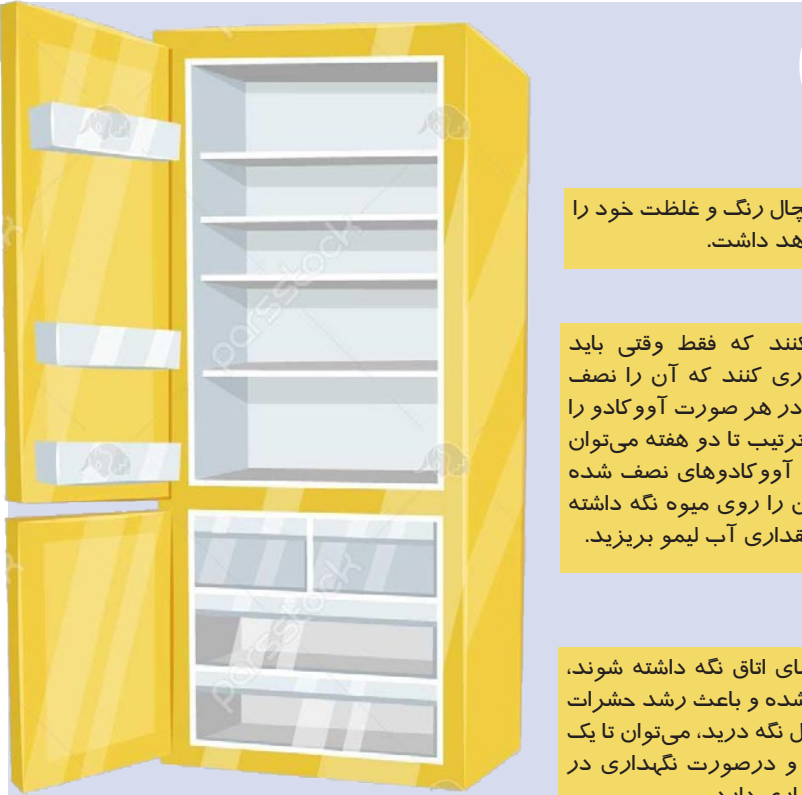 چال رنگ و غلظت خود را
هد داشت.
کنند که فقط وقتی باید
ری کنند که آن را نصف
در هر صورت آووکادو را
ترتیب تا دو هفته می‌توان
آووکادوهای نصف شده
ن را روی میوه نگه داشته
قداری آب لیمو بریزید.
ای اتاق نگه داشته شوند،
شده و باعث رشد حشرات
ل نگه درید، می‌توان تا یک
و درصورت نگهداری در
parsstock
parsstock